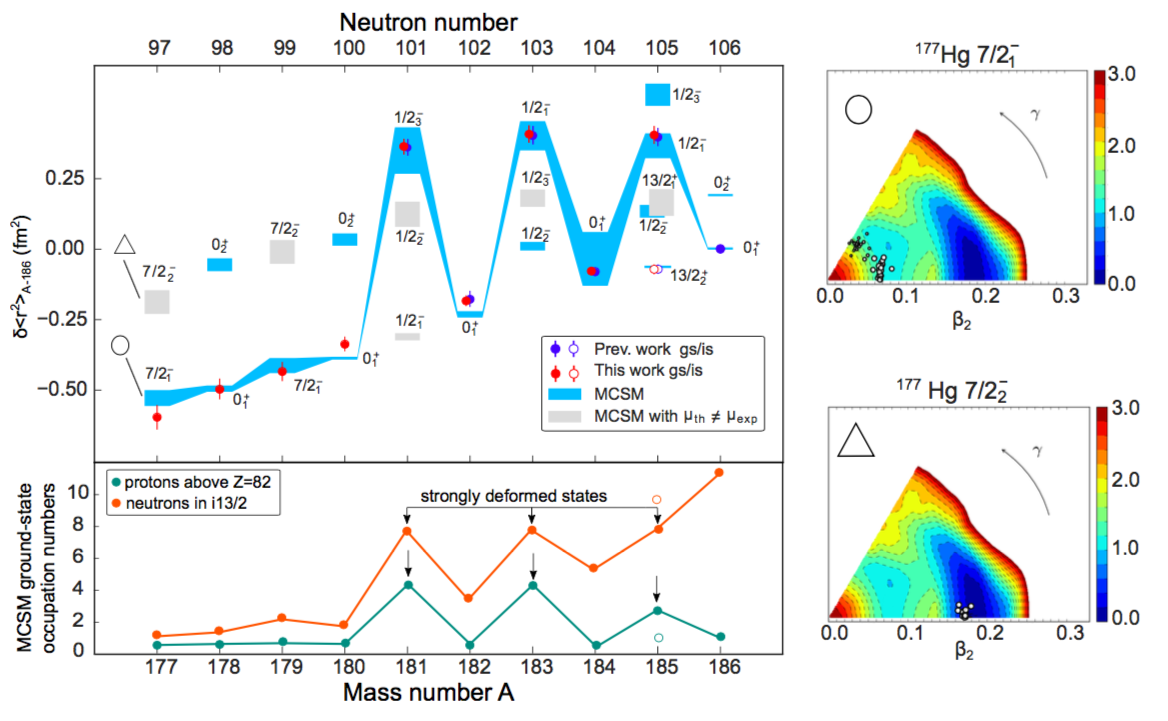 Neutron number
97 98 99 100 101 102 103 104 105 106
δ<r²>A-186 (fm²)
0.25
0.00
−0.25
−0.50
7/2₂⁻
7/2₁⁻
0₂⁺
0₁⁺
7/2₂⁻
7/2₁⁻
0₂⁺
0₁⁺
1/2₃⁻
1/2₂⁻
1/2₁⁻
0₁⁺
1/2₁⁻
1/2₃⁻
1/2₂⁻
0₁⁺
1/2₃⁻
1/2₁⁻
13/2₁⁺
1/2₂⁻
13/2₂⁺
0₂⁺
0₁⁺
Prev. work gs/is
This work gs/is
MCSM
MCSM with μth ≠ μexp
MCSM ground-state
occupation numbers
10
8
6
4
2
0
protons above Z=82
neutrons in i13/2
strongly deformed states
177 178 179 180 181 182 183 184 185 186
Mass number A
¹⁷⁷Hg 7/2₁⁻
γ
3.0
2.0
1.0
0.0
0.0 0.1 0.2 0.3
β₂
¹⁷⁷Hg 7/2₂⁻
γ
3.0
2.0
1.0
0.0
0.0 0.1 0.2 0.3
β₂